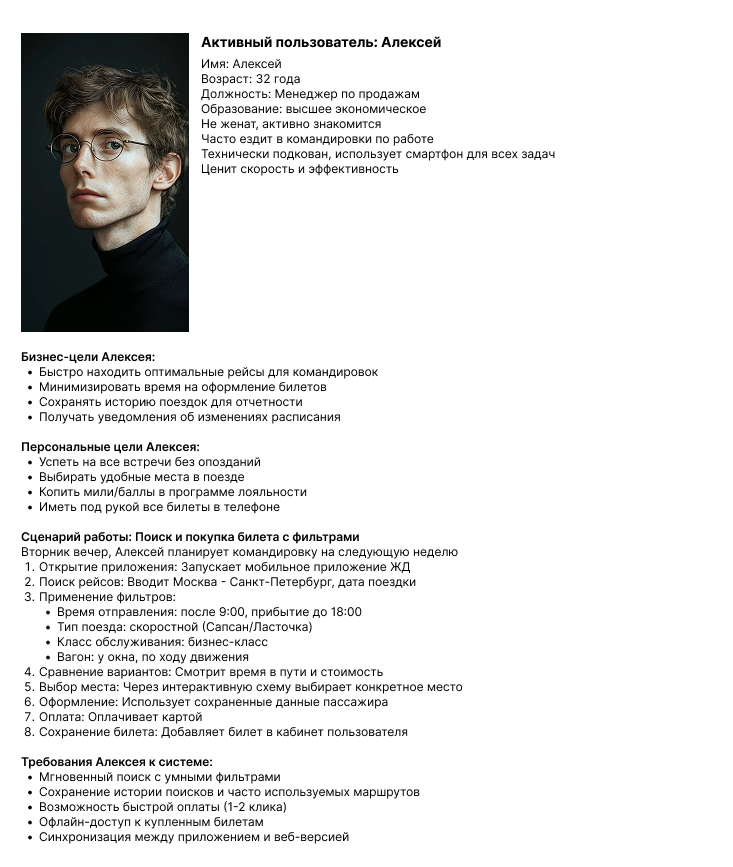 Активный пользователь: Алексей
Имя: Алексей
Возраст: 32 года
Должность: Менеджер по продажам
Образование: высшее экономическое
Не женат, активно знакомится
Часто ездит в командировки по работе
Технически подкован, использует смартфон для всех задач
Ценит скорость и эффективность
Бизнес-цели Алексея:
• Быстро находить оптимальные рейсы для командировок
• Минимизировать время на оформление билетов
• Сохранять историю поездок для отчетности
• Получать уведомления об изменениях расписания
Персональные цели Алексея:
• Успеть на все встречи без опозданий
• Выбирать удобные места в поезде
• Копить мили/баллы в программе лояльности
• Иметь под рукой все билеты в телефоне
Сценарий работы: Поиск и покупка билета с фильтрами
Вторник вечер, Алексей планирует командировку на следующую неделю
1. Открытие приложения: Запускает мобильное приложение ЖД
2. Поиск рейсов: Вводит Москва - Санкт-Петербург, дата поездки
3. Применение фильтров:
• Время отправления: после 9:00, прибытие до 18:00
• Тип поезда: скоростной (Сапсан/Ласточка)
• Класс обслуживания: бизнес-класс
• Вагон: у окна, по ходу движения
4. Сравнение вариантов: Смотрит время в пути и стоимость
5. Выбор места: Через интерактивную схему выбирает конкретное место
6. Оформление: Использует сохраненные данные пассажира
7. Оплата: Оплачивает картой
8. Сохранение билета: Добавляет билет в кабинет пользователя
Требования Алексея к системе:
• Мгновенный поиск с умными фильтрами
• Сохранение истории поисков и часто используемых маршрутов
• Возможность быстрой оплаты (1-2 клика)
• Офлайн-доступ к купленным билетам
• Синхронизация между приложением и веб-версией